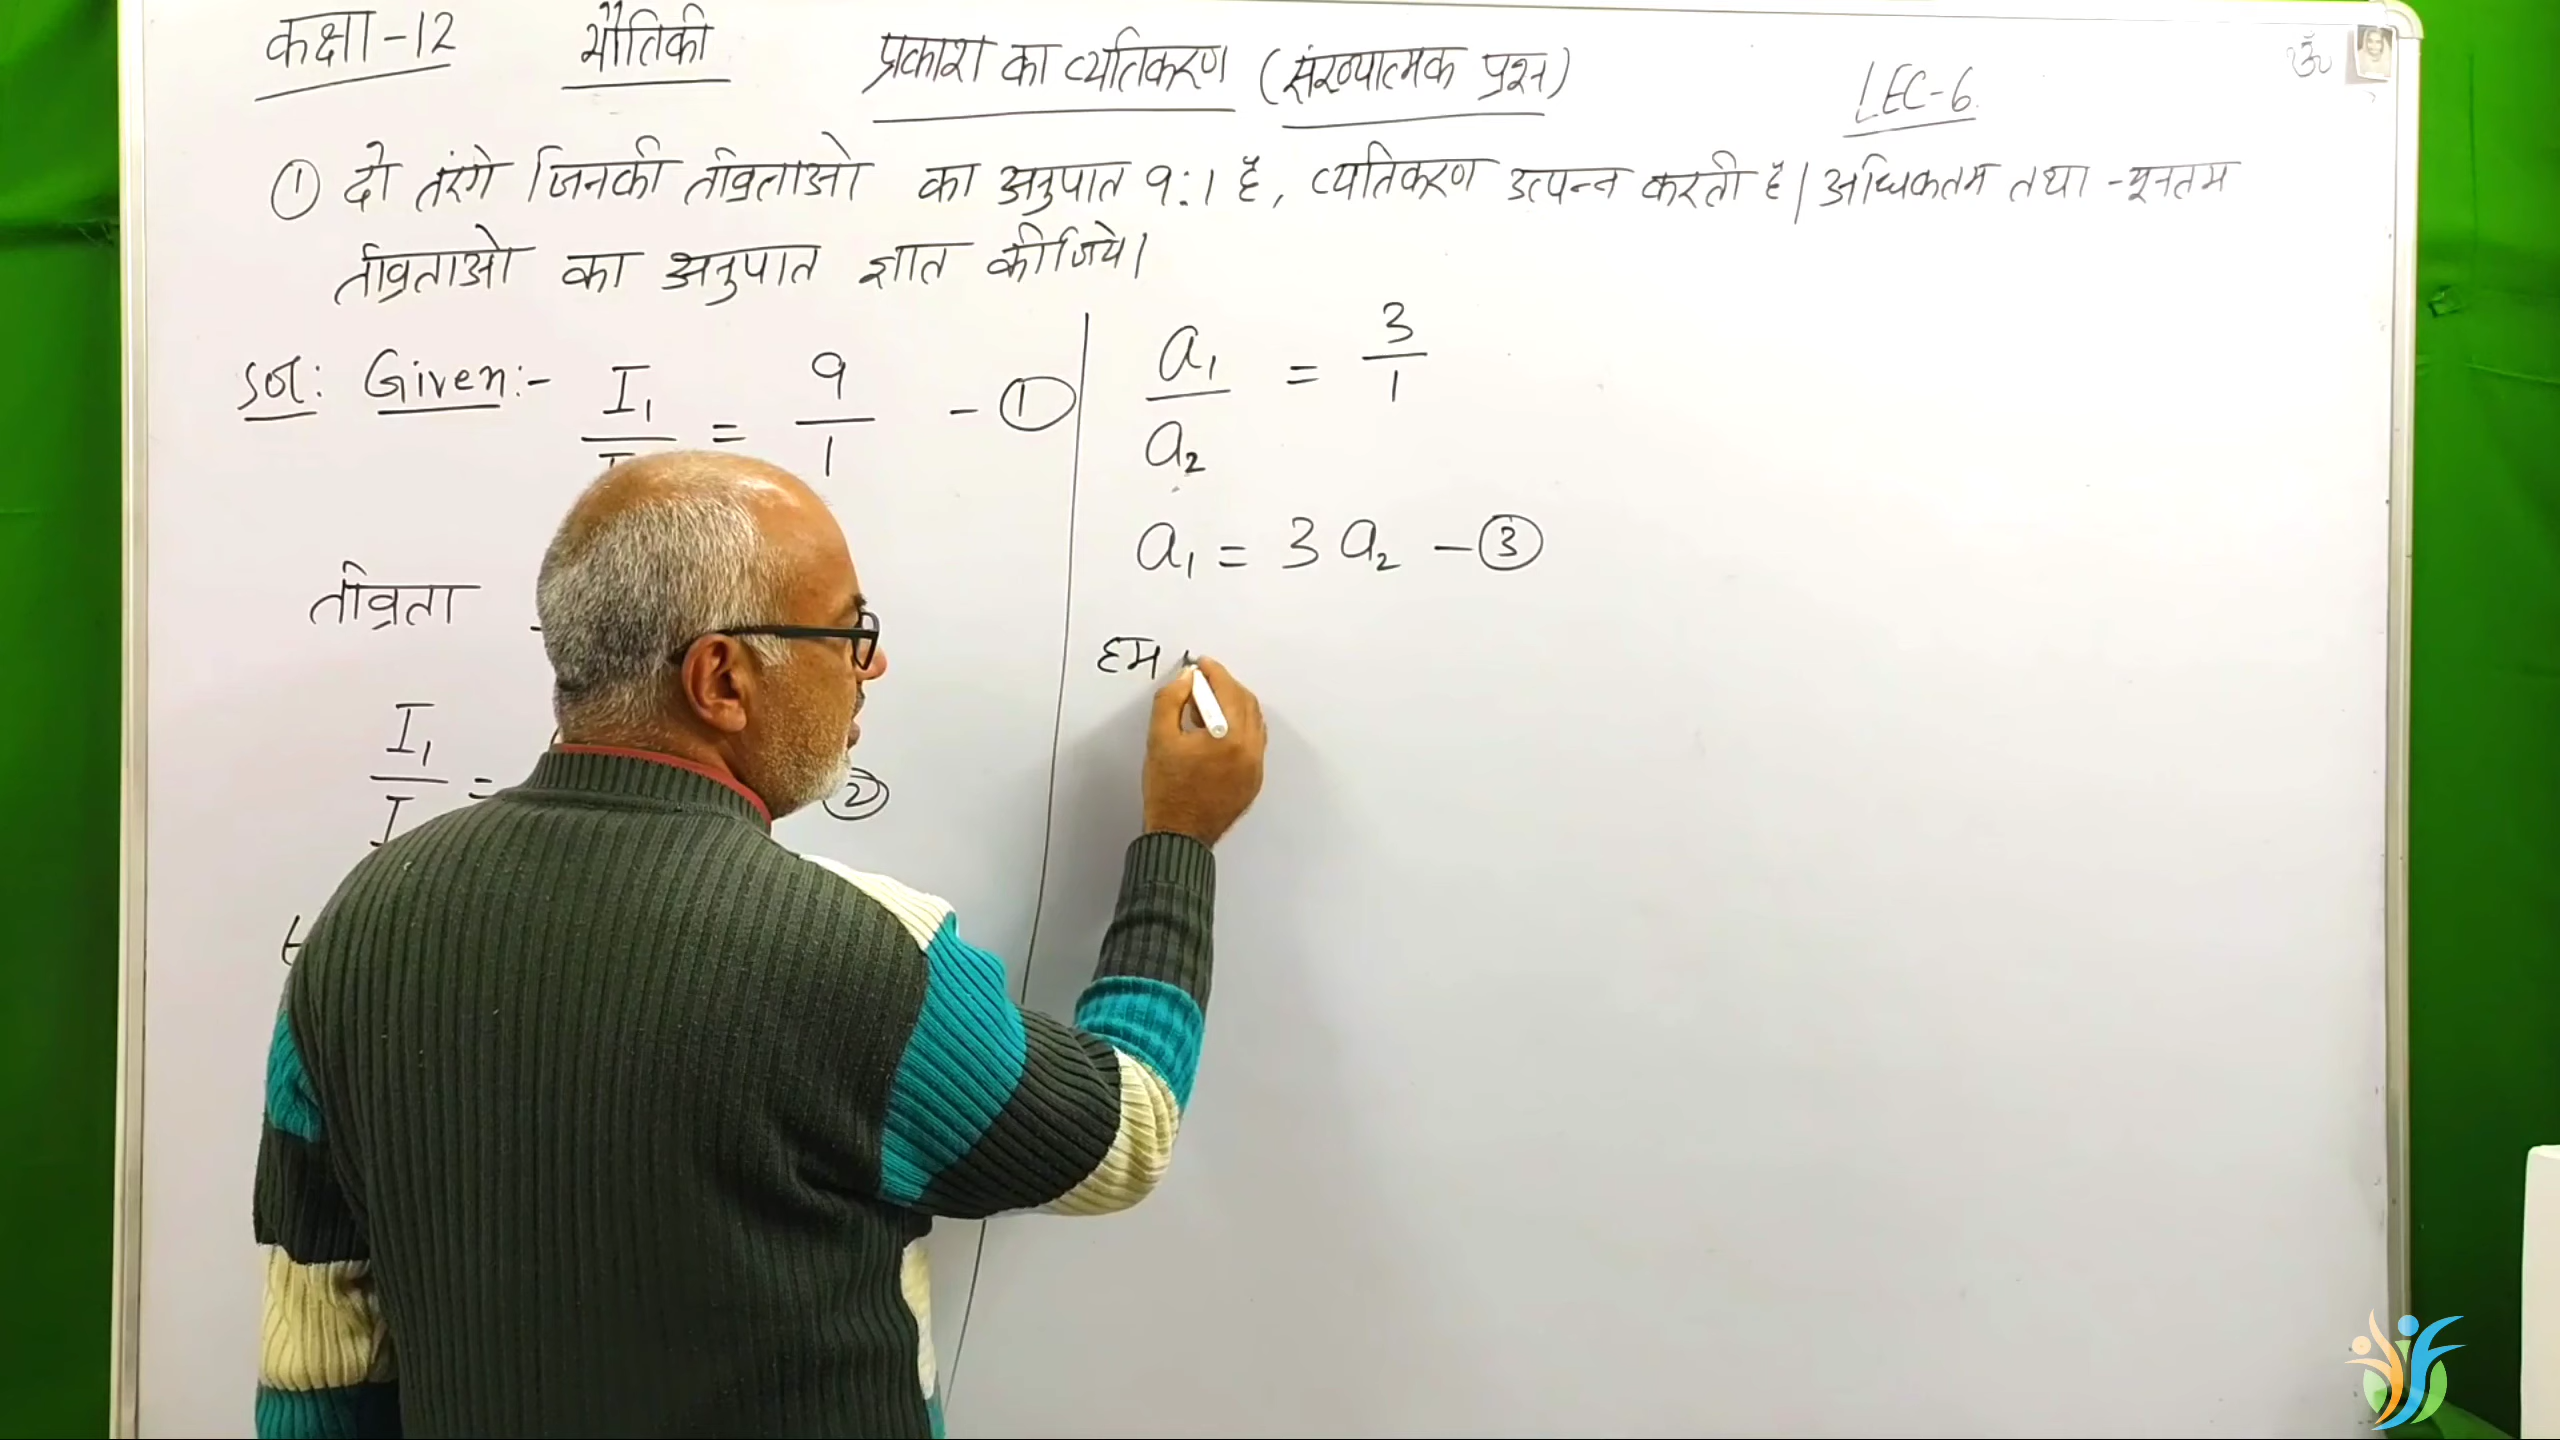 कक्षा-12 भौतिकी प्रकाश का व्यतिकरण (संख्यात्मक प्रश्न) LEC-6
ॐ
① दो तरंगे जिनकी तीव्रताओ का अनुपात 9:1 है, व्यतिकरण उत्पन्न करती है। अधिकतम तथा न्यूनतम
तीव्रताओ का अनुपात ज्ञात कीजिये।
Sol: Given:- I₁/I = 9/1 - ①
तीव्रता
I₁/I = ②
a₁/a₂ = 3/1
a₁ = 3 a₂ - ③
हम